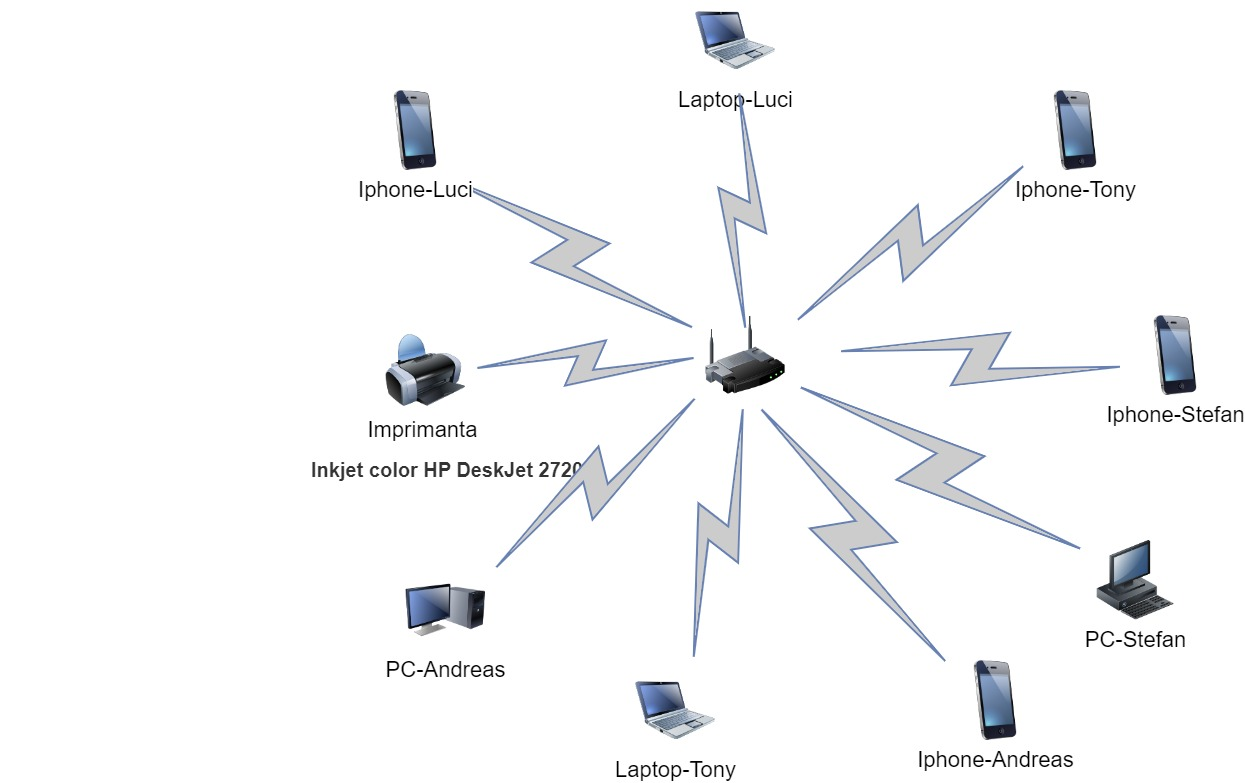 Laptop-Luci
Iphone-Luci
Iphone-Tony
Iphone-Stefan
Imprimanta
Inkjet color HP DeskJet 2720
PC-Stefan
PC-Andreas
Iphone-Andreas
Laptop-Tony